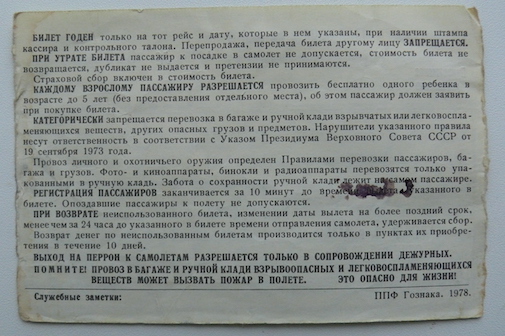 БИЛЕТ ГОДЕН только на тот рейс и дату, которые в нем указаны, при наличии штампа
кассира и контрольного талона. Перепродажа, передача билета другому лицу ЗАПРЕЩАЕТСЯ.
ПРИ УТРАТЕ БИЛЕТА пассажир к посадке в самолет не допускается, стоимость билета не
возвращается, дубликат не выдается и претензии не принимаются.
Страховой сбор включен в стоимость билета.
КАЖДОМУ ВЗРОСЛОМУ ПАССАЖИРУ РАЗРЕШАЕТСЯ провозить бесплатно одного ребенка в
возрасте до 5 лет (без предоставления отдельного места), об этом пассажир должен заявить
при покупке билета.
КАТЕГОРИЧЕСКИ запрещается перевозка в багаже и ручной клади взрывчатых или легковоспла-
меняющихся веществ, других опасных грузов и предметов. Нарушители указанного правила
несут ответственность в соответствии с Указом Президиума Верховного Совета СССР от
19 сентября 1973 года.
Провоз личного и охотничьего оружия определен Правилами перевозки пассажиров, ба-
гажа и грузов. Фото- и киноаппараты, бинокли и радиоаппараты перевозятся только упа-
кованными в ручную кладь. Забота о сохранности ручной клади лежит на самом пассажире.
РЕГИСТРАЦИЯ ПАССАЖИРОВ заканчивается за 10 минут до указанного в
билете. Опоздавшие пассажиры к полету не допускаются.
ПРИ ВОЗВРАТЕ неиспользованного билета, изменении даты вылета на более поздний срок,
менее чем за 24 часа до указанного в билете времени отправления самолета, удерживается сбор.
Возврат денег по неиспользованным билетам производится только в пунктах их приобре-
тения в течение 10 дней.
ВЫХОД НА ПЕРРОН К САМОЛЕТАМ РАЗРЕШАЕТСЯ ТОЛЬКО В СОПРОВОЖДЕНИИ ДЕЖУРНЫХ.
ПОМНИТЕ! ПРОВОЗ В БАГАЖЕ И РУЧНОЙ КЛАДИ ВЗРЫВООПАСНЫХ И ЛЕГКОВОСПЛАМЕНЯЮЩИХСЯ
ВЕЩЕСТВ МОЖЕТ ВЫЗВАТЬ ПОЖАР В ПОЛЕТЕ. ЭТО ОПАСНО ДЛЯ ЖИЗНИ!
Служебные заметки: ППФ Гознака. 1978.